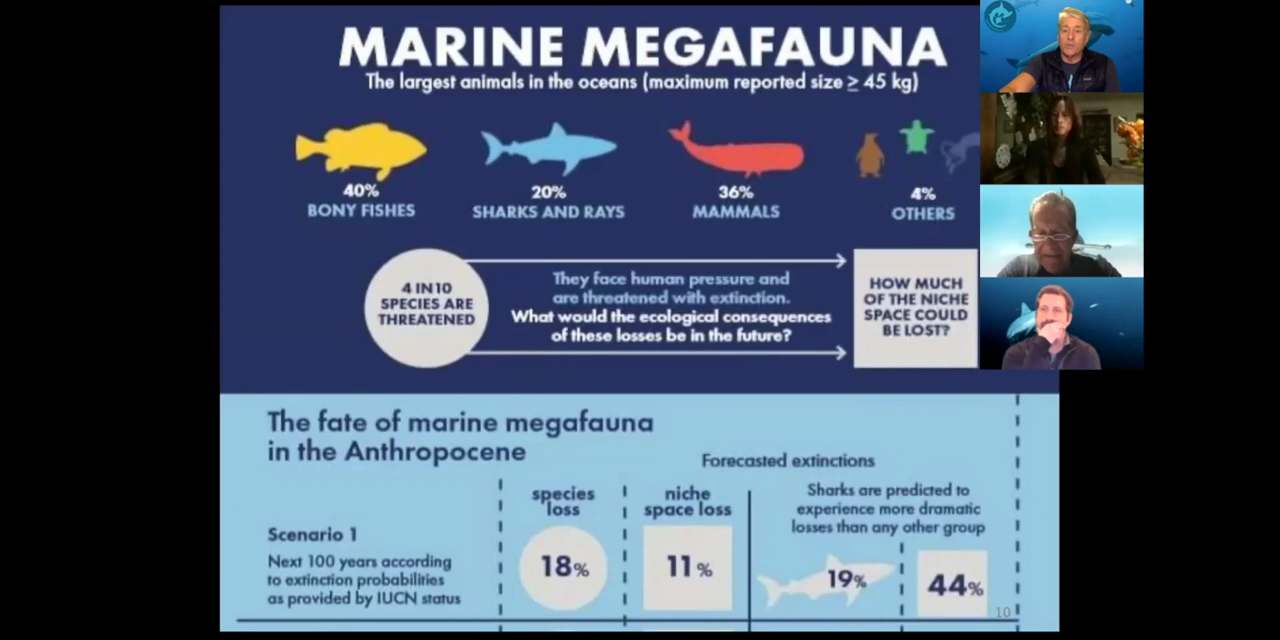 MARINE MEGAFAUNA
The largest animals in the oceans (maximum reported size ≥ 45 kg)
40%
BONY FISHES
20%
SHARKS AND RAYS
36%
MAMMALS
4%
OTHERS
4 IN 10
SPECIES ARE
THREATENED
They face human pressure and
are threatened with extinction.
What would the ecological consequences
of these losses be in the future?
HOW MUCH
OF THE NICHE
SPACE COULD
BE LOST?
The fate of marine megafauna
in the Anthropocene
Forecasted extinctions
species
loss
niche
space loss
Sharks are predicted to
experience more dramatic
losses than any other group
Scenario 1
Next 100 years according
to extinction probabilities
as provided by IUCN status
18%
11%
19%
44%
10